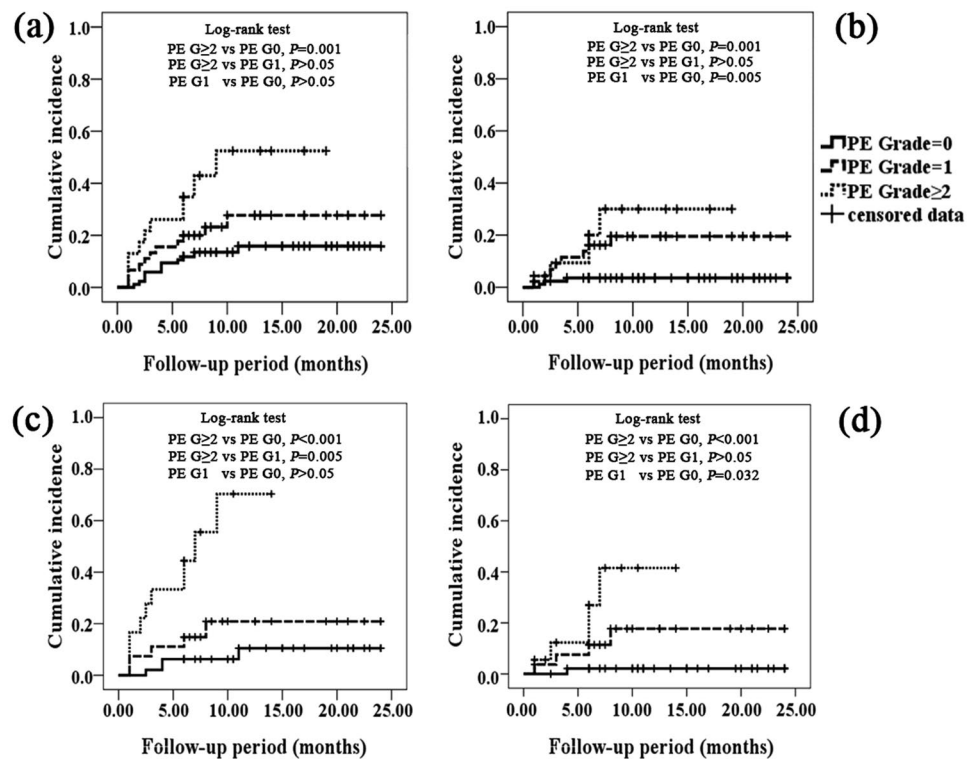 (a)
Log-rank test
PE G≥2 vs PE G0, P=0.001
PE G≥2 vs PE G1, P>0.05
PE G1 vs PE G0, P>0.05
Cumulative incidence
1.0
0.8
0.6
0.4
0.2
0.0
0.00 5.00 10.00 15.00 20.00 25.00
Follow-up period (months)
(b)
Log-rank test
PE G≥2 vs PE G0, P=0.001
PE G≥2 vs PE G1, P>0.05
PE G1 vs PE G0, P=0.005
Cumulative incidence
1.0
0.8
0.6
0.4
0.2
0.0
0.00 5.00 10.00 15.00 20.00 25.00
Follow-up period (months)
PE Grade=0
PE Grade=1
PE Grade≥2
censored data
(c)
Log-rank test
PE G≥2 vs PE G0, P<0.001
PE G≥2 vs PE G1, P=0.005
PE G1 vs PE G0, P>0.05
Cumulative incidence
1.0
0.8
0.6
0.4
0.2
0.0
0.00 5.00 10.00 15.00 20.00 25.00
Follow-up period (months)
(d)
Log-rank test
PE G≥2 vs PE G0, P<0.001
PE G≥2 vs PE G1, P>0.05
PE G1 vs PE G0, P=0.032
Cumulative incidence
1.0
0.8
0.6
0.4
0.2
0.0
0.00 5.00 10.00 15.00 20.00 25.00
Follow-up period (months)